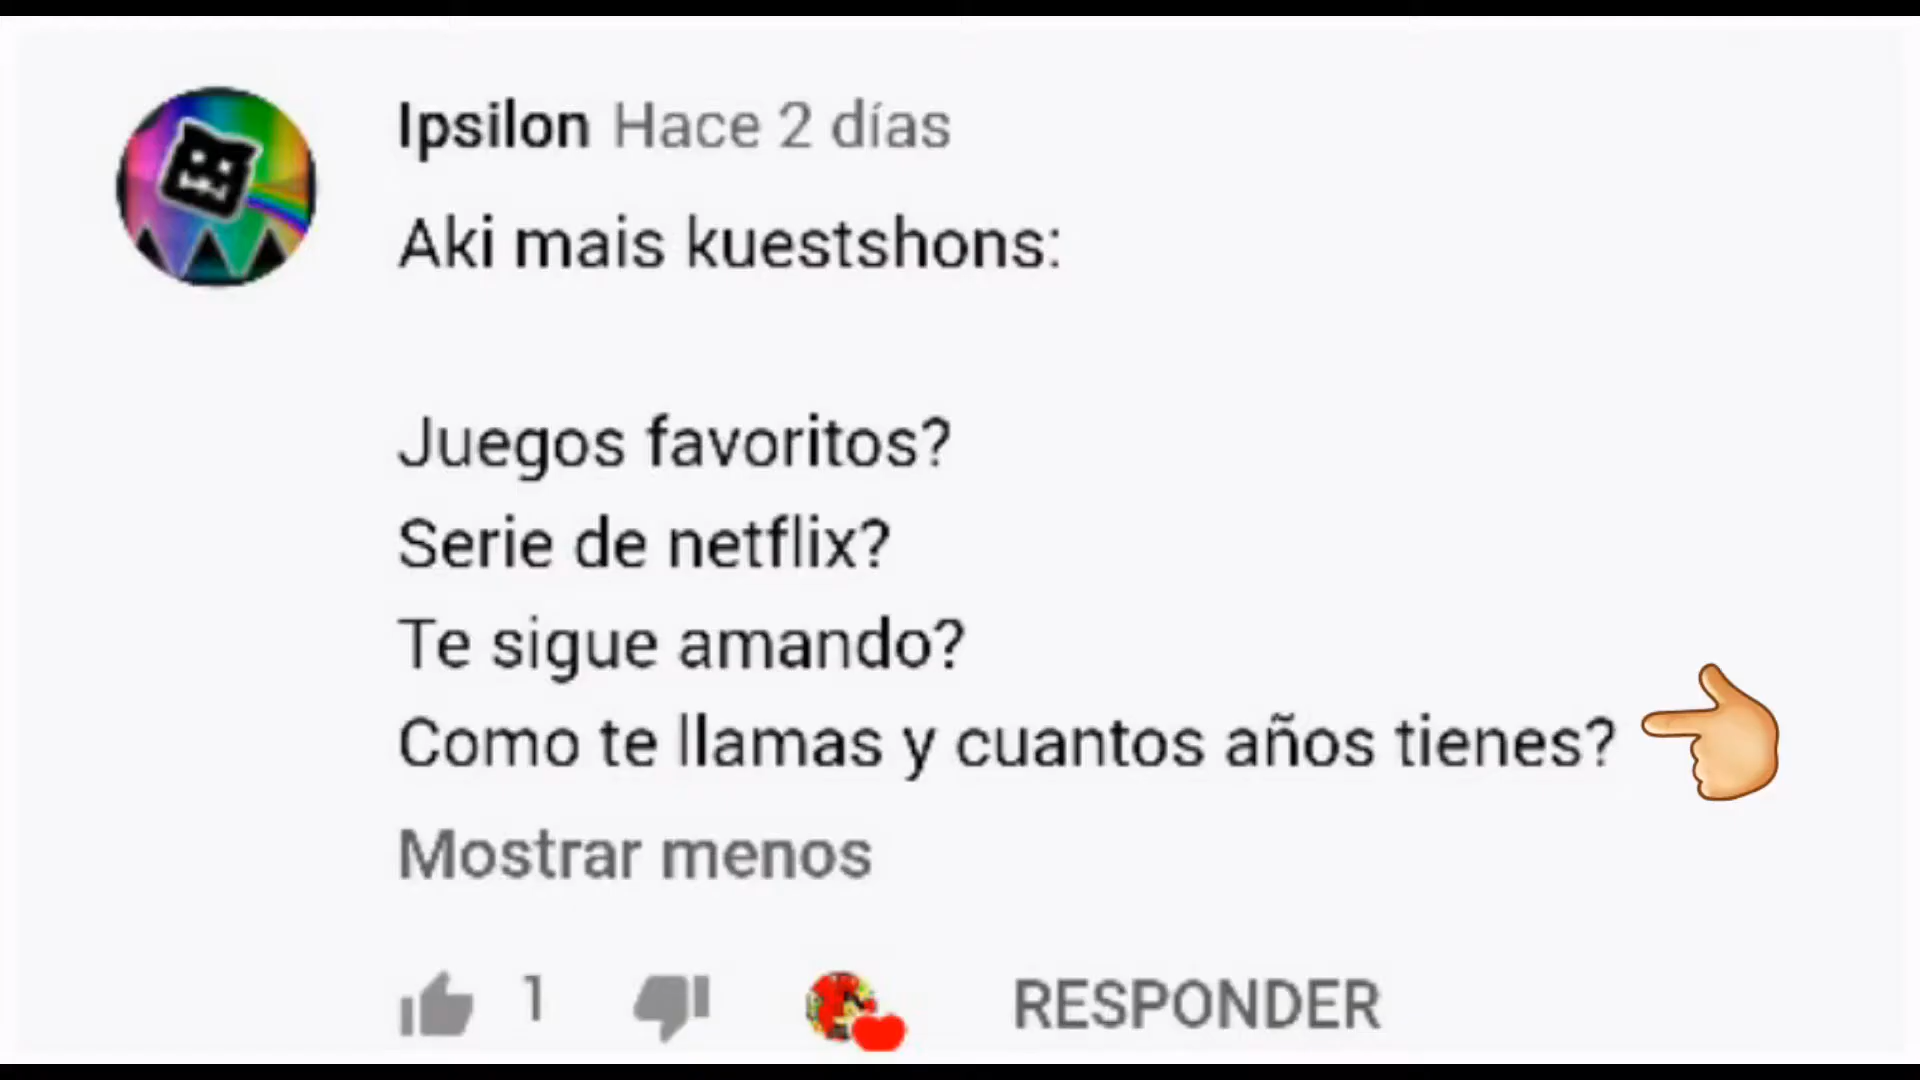 Ipsilon Hace 2 días
Aki mais kuestshons:
Juegos favoritos?
Serie de netflix?
Te sigue amando?
Como te llamas y cuantos años tienes?
Mostrar menos
1 RESPONDER